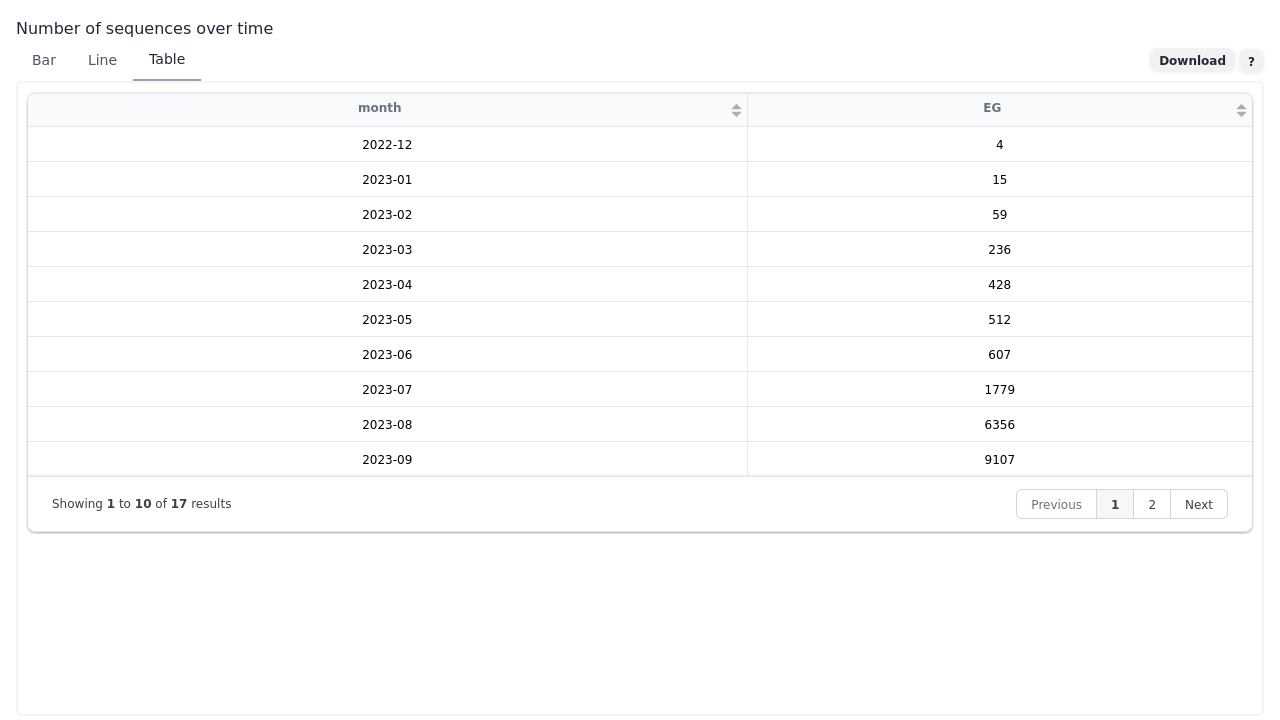 Number of sequences over time
Bar Line Table Download ?
month EG
2022-12 4
2023-01 15
2023-02 59
2023-03 236
2023-04 428
2023-05 512
2023-06 607
2023-07 1779
2023-08 6356
2023-09 9107
Showing 1 to 10 of 17 results Previous 1 2 Next